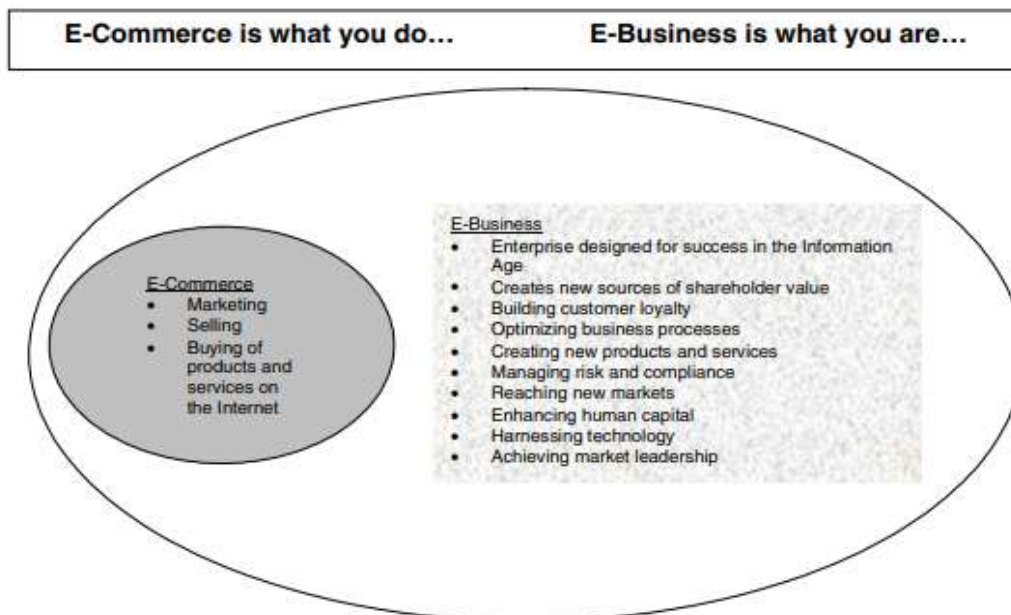 E-Commerce is what you do… E-Business is what you are…
E-Commerce
• Marketing
• Selling
• Buying of
products and
services on
the Internet
E-Business
• Enterprise designed for success in the Information
Age
• Creates new sources of shareholder value
• Building customer loyalty
• Optimizing business processes
• Creating new products and services
• Managing risk and compliance
• Reaching new markets
• Enhancing human capital
• Harnessing technology
• Achieving market leadership